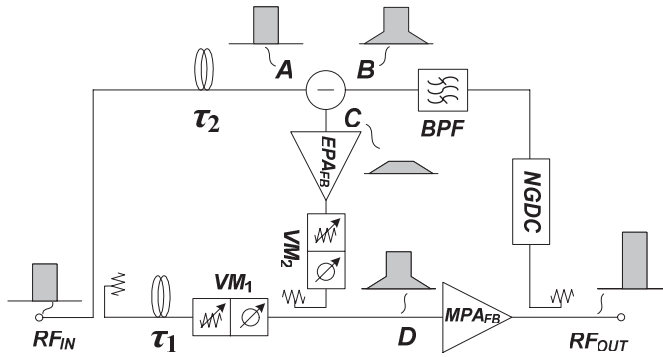 A
B
τ2
BPF
C
EPAFB
NGDC
VM2
VM1
RFIN
τ1
D
MPAFB
RFOUT